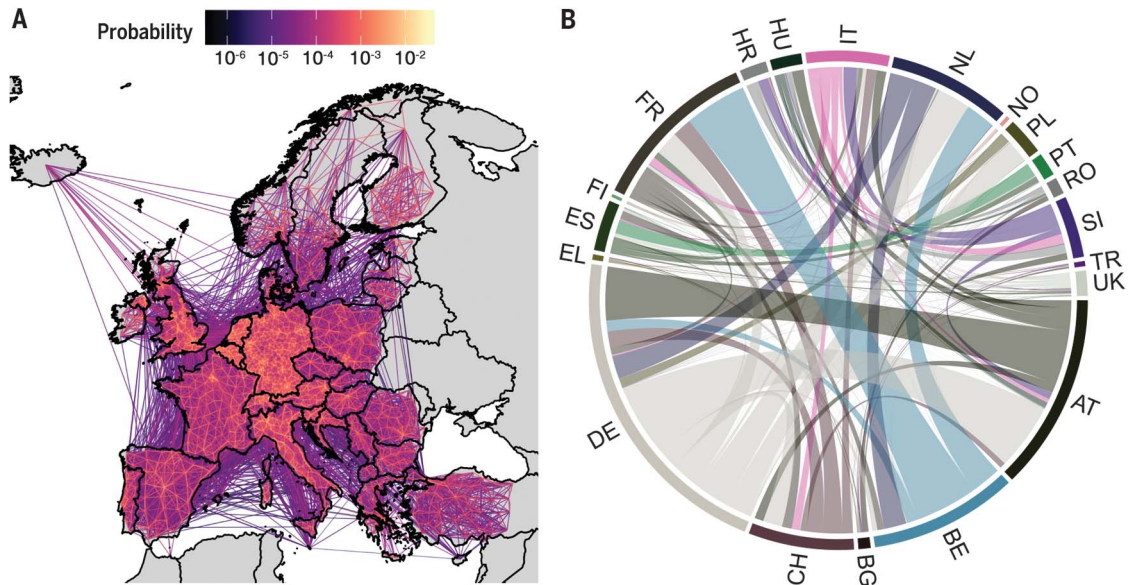 A
Probability
10-6 10-5 10-4 10-3 10-2
B
HR
HU
IT
NL
NO
PL
PT
RO
SI
TR
UK
AT
BE
BG
CH
DE
EL
ES
FI
FR